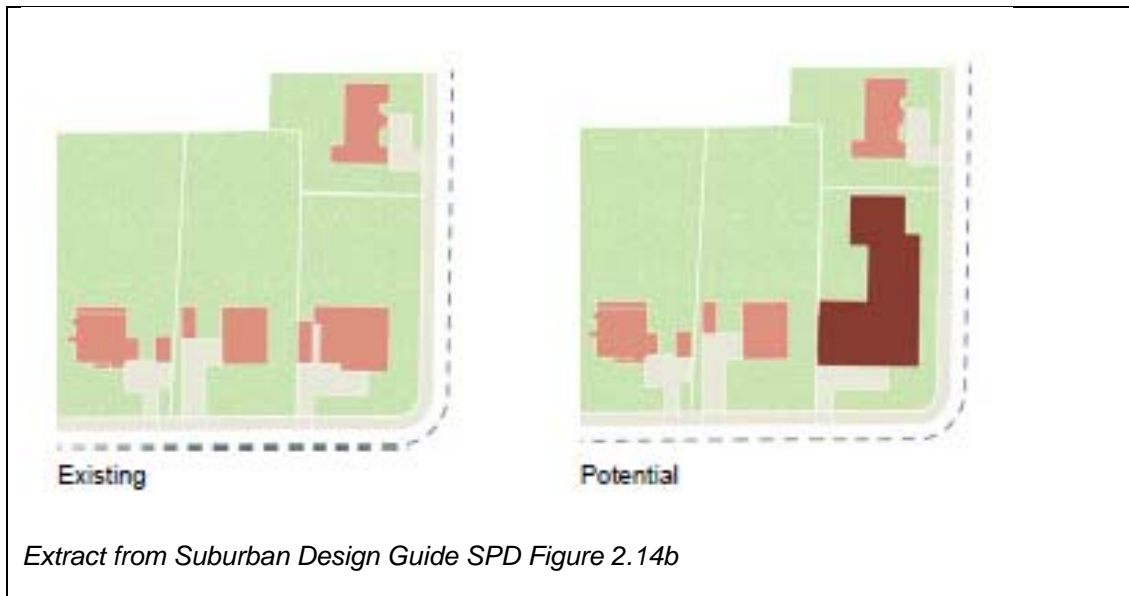 Existing
Potential
Extract from Suburban Design Guide SPD Figure 2.14b